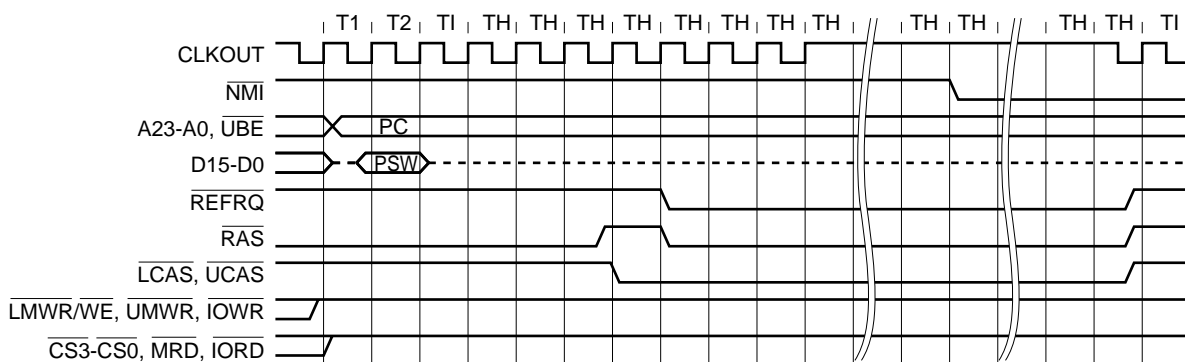 T1 T2 TI TH TH TH TH TH TH TH TH TH TH TH TI
CLKOUT
NMI
A23-A0, UBE PC
D15-D0 PSW
REFRQ
RAS
LCAS, UCAS
LMWR/WE, UMWR, IOWR
CS3-CS0, MRD, IORD